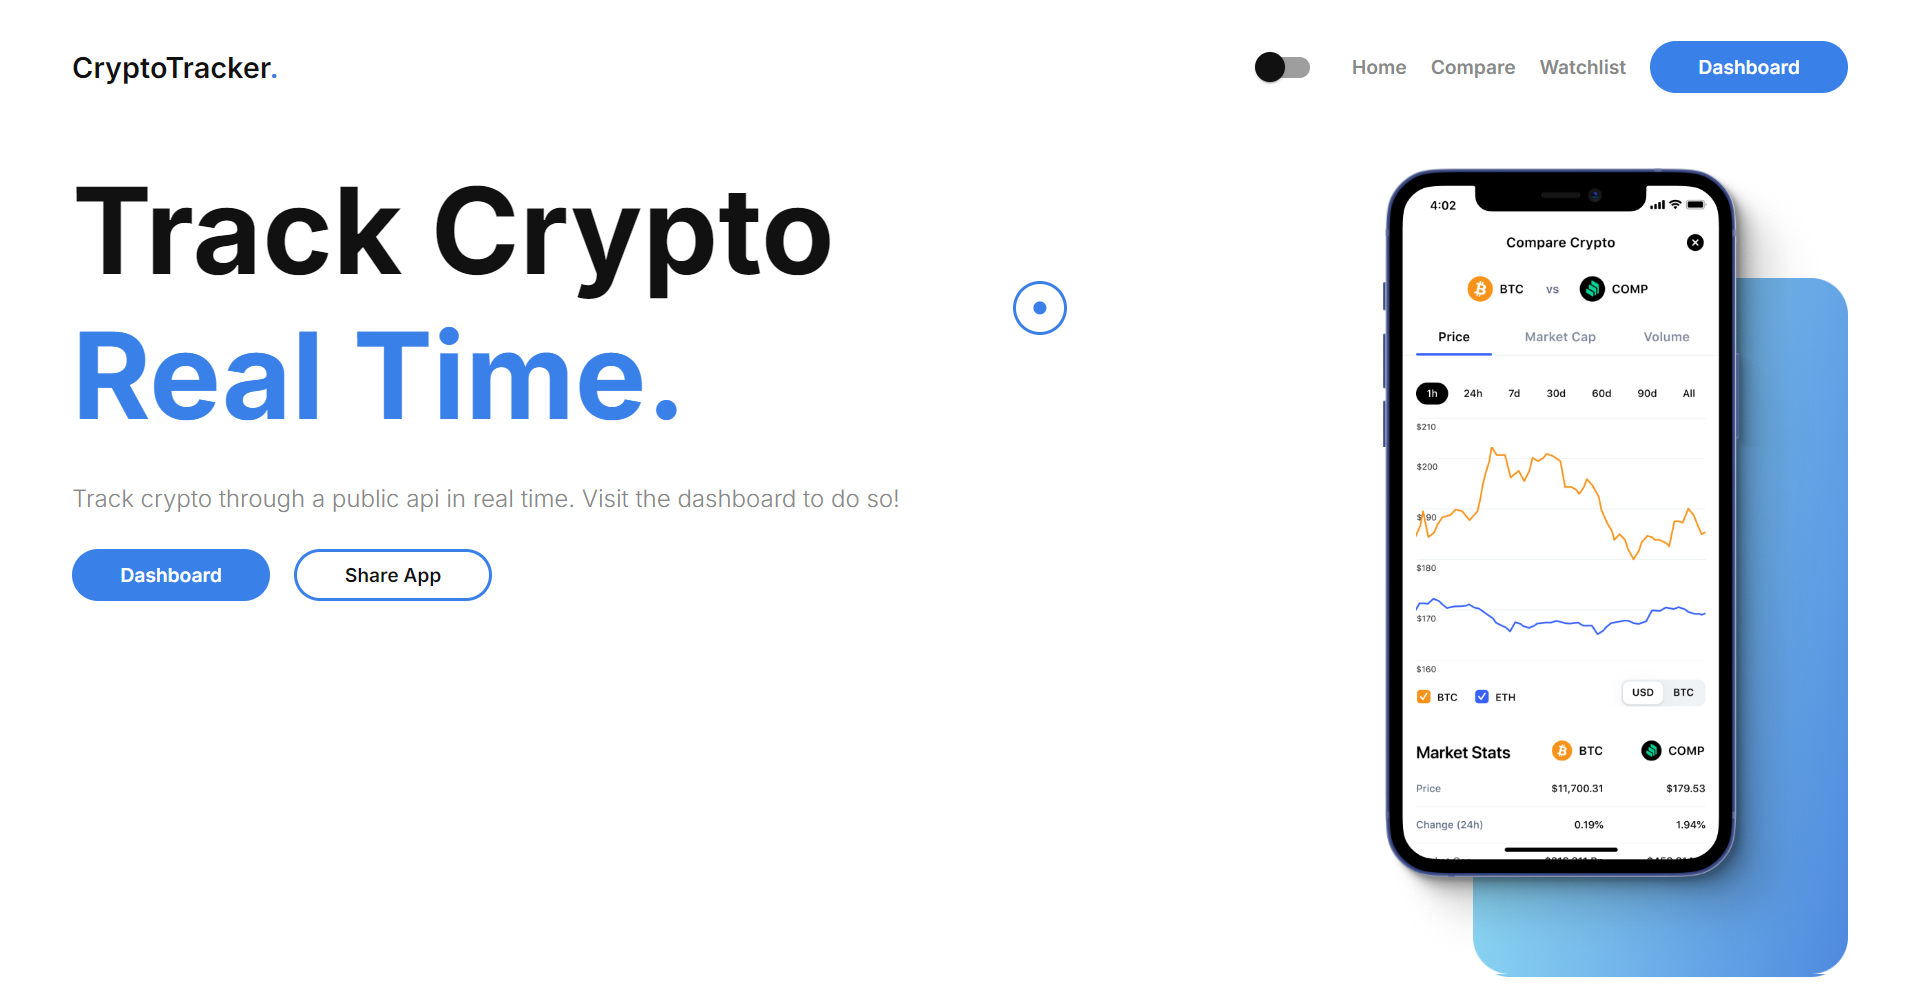 CryptoTracker.
Home Compare Watchlist Dashboard
Track Crypto
Real Time.
Track crypto through a public api in real time. Visit the dashboard to do so!
Dashboard Share App
4:02
Compare Crypto
BTC vs COMP
Price Market Cap Volume
1h 24h 7d 30d 60d 90d All
$210
$200
$190
$180
$170
$160
BTC ETH USD BTC
Market Stats BTC COMP
Price $11,700.31 $179.53
Change (24h) 0.19% 1.94%